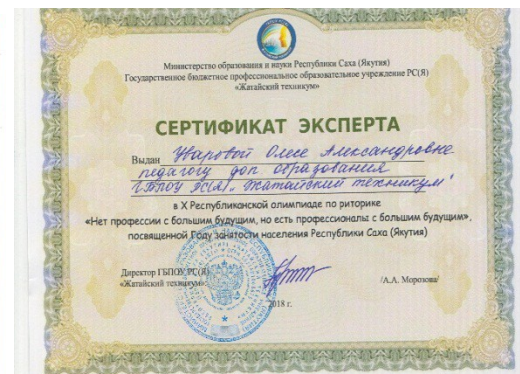 Министерство образования и науки Республики Саха (Якутия)
Государственное бюджетное профессиональное образовательное учреждение РС(Я)
«Жатайский техникум»
СЕРТИФИКАТ ЭКСПЕРТА
Выдан Уваровой Олесе Александровне
педагогу доп образования
ГБПОУ РС(Я) „Жатайский техникум"
в X Республиканской олимпиаде по риторике
«Нет профессии с большим будущим, но есть профессионалы с большим будущим»,
посвященной Году занятости населения Республики Саха (Якутия)
Директор ГБПОУ РС(Я)
«Жатайский техникум»
/А.А. Морозова/
2018 г.